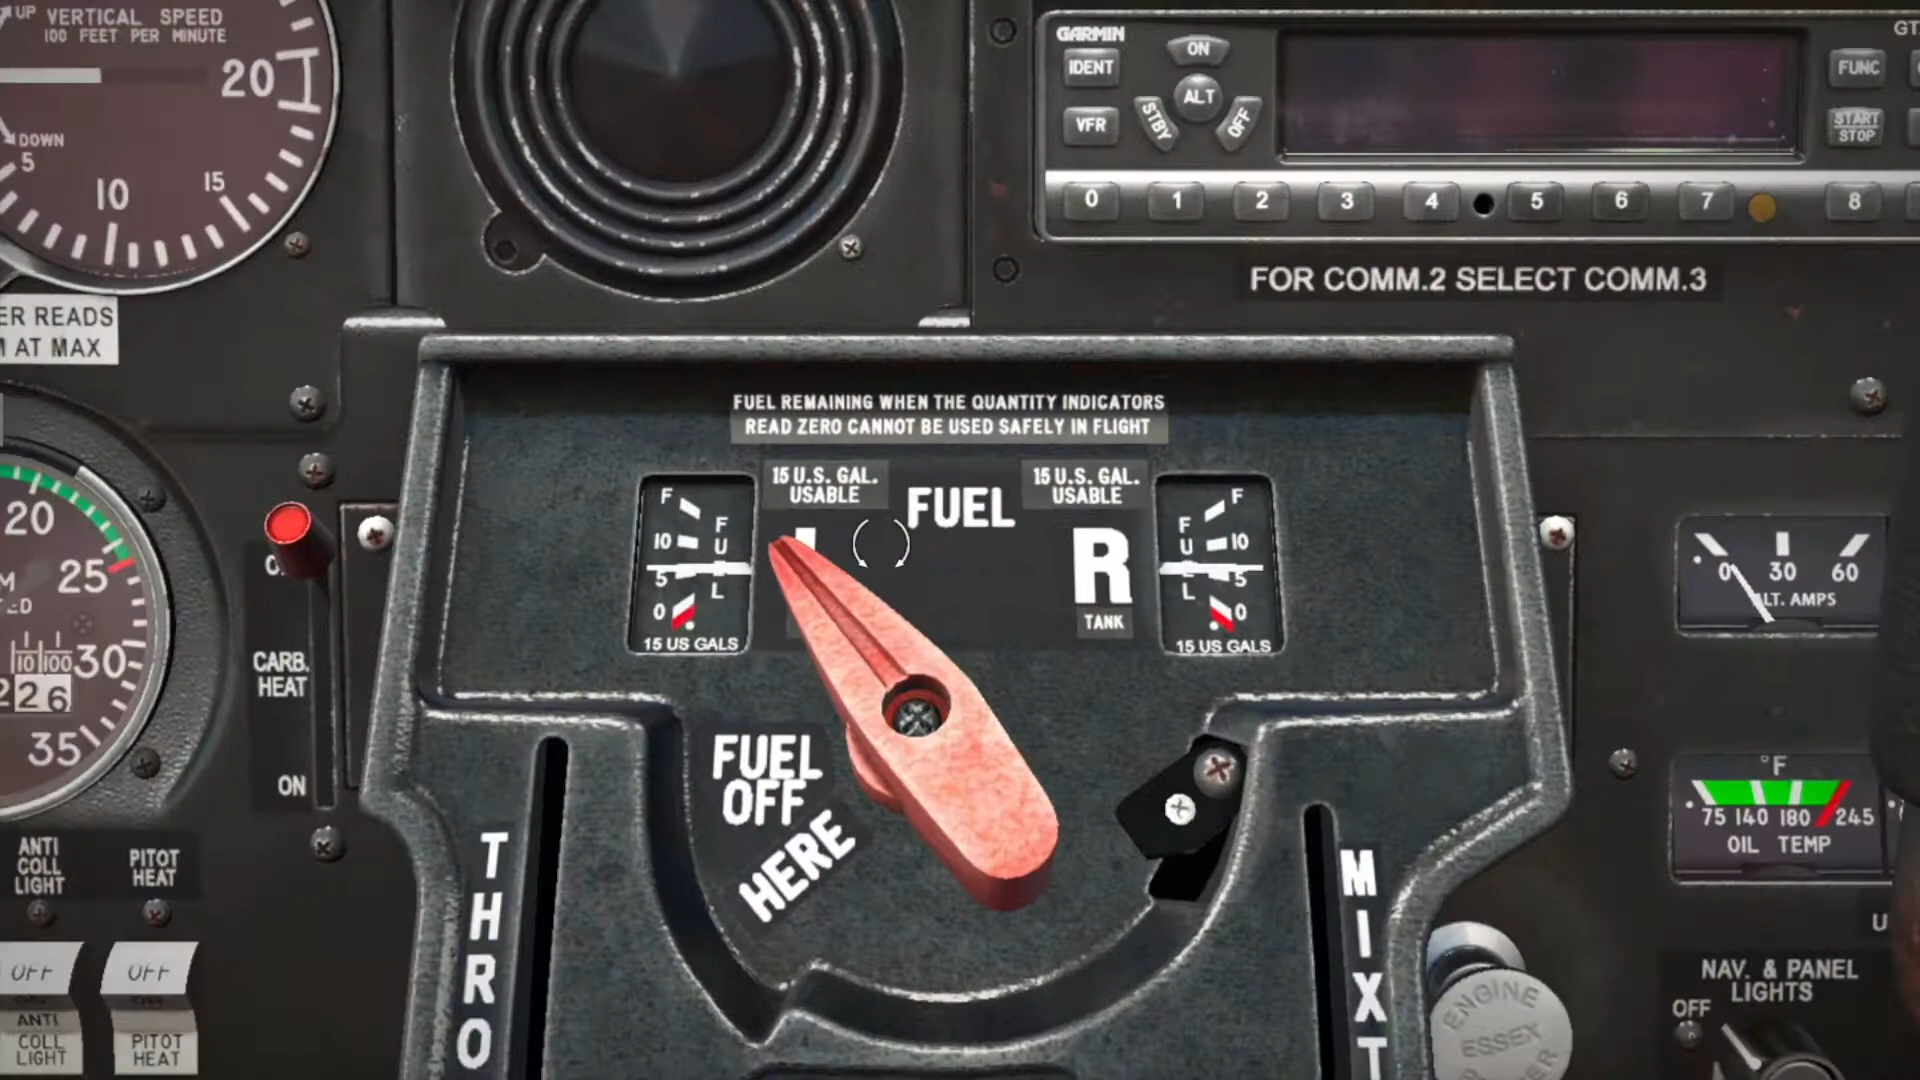 UP VERTICAL SPEED
100 FEET PER MINUTE
20
DOWN
5
10
15
GARMIN
IDENT
ON
ALT
STBY
OFF
VFR
FUNC
START
STOP
0 1 2 3 4 5 6 7 8
FOR COMM.2 SELECT COMM.3
ER READS
AT MAX
FUEL REMAINING WHEN THE QUANTITY INDICATORS
READ ZERO CANNOT BE USED SAFELY IN FLIGHT
15 U.S. GAL.
USABLE
FUEL
15 U.S. GAL.
USABLE
F
10
5
0
15 US GALS
R
TANK
F
10
5
0
15 US GALS
20
25
30
35
10 100
26
CARB.
HEAT
ON
0 30 60
ALT. AMPS
°F
75 140 180 245
OIL TEMP
FUEL
OFF
HERE
THRO
MIXT
ANTI
COLL
LIGHT
PITOT
HEAT
OFF
OFF
ANTI
COLL
LIGHT
PITOT
HEAT
ENGINE
ESSEX
NAV. & PANEL
LIGHTS
OFF